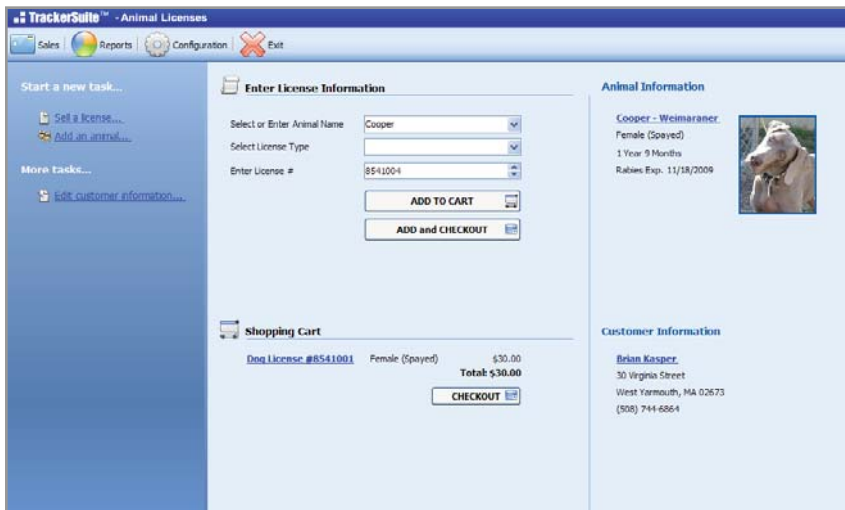 TrackerSuite™ - Animal Licenses
Sales Reports Configuration Exit
Start a new task...
Sell a license...
Add an animal...
More tasks...
Edit customer information...
Enter License Information
Select or Enter Animal Name Cooper
Select License Type
Enter License # 8541004
ADD TO CART
ADD and CHECKOUT
Shopping Cart
Dog License #8541001 Female (Spayed) $30.00
Total: $30.00
CHECKOUT
Animal Information
Cooper - Weimaraner
Female (Spayed)
1 Year 9 Months
Rabies Exp. 11/18/2009
Customer Information
Brian Kasper
30 Virginia Street
West Yarmouth, MA 02673
(508) 744-6864